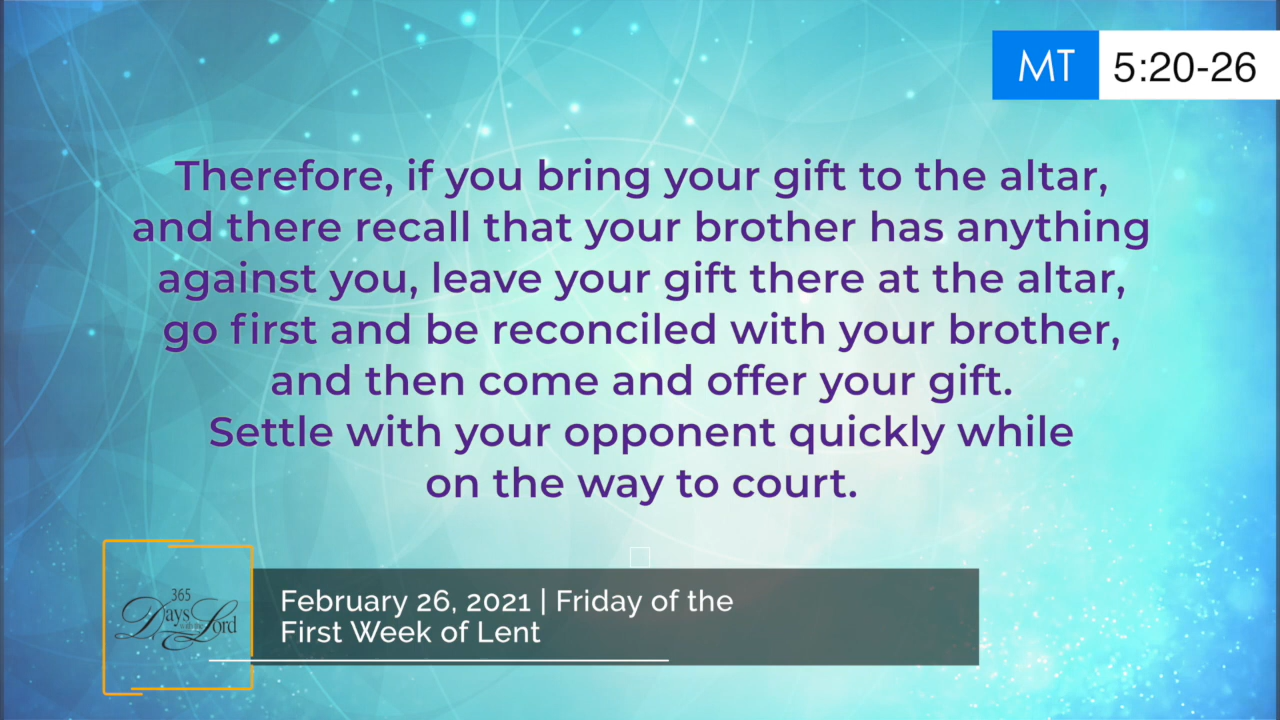 MT 5:20-26
Therefore, if you bring your gift to the altar,
and there recall that your brother has anything
against you, leave your gift there at the altar,
go first and be reconciled with your brother,
and then come and offer your gift.
Settle with your opponent quickly while
on the way to court.
365
Days with the Lord
February 26, 2021 | Friday of the
First Week of Lent